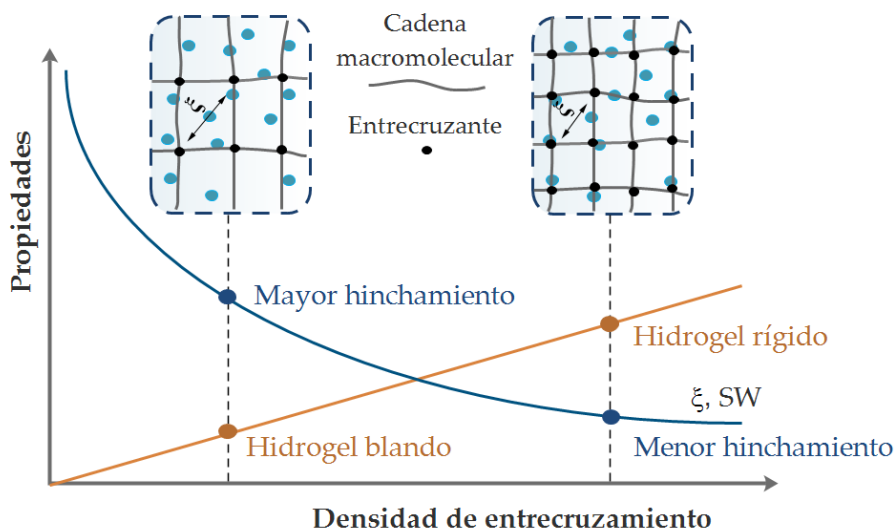 Cadena
macromolecular
Entrecruzante
ξ
ξ
Propiedades
Mayor hinchamiento
Hidrogel rígido
ξ, SW
Hidrogel blando
Menor hinchamiento
Densidad de entrecruzamiento